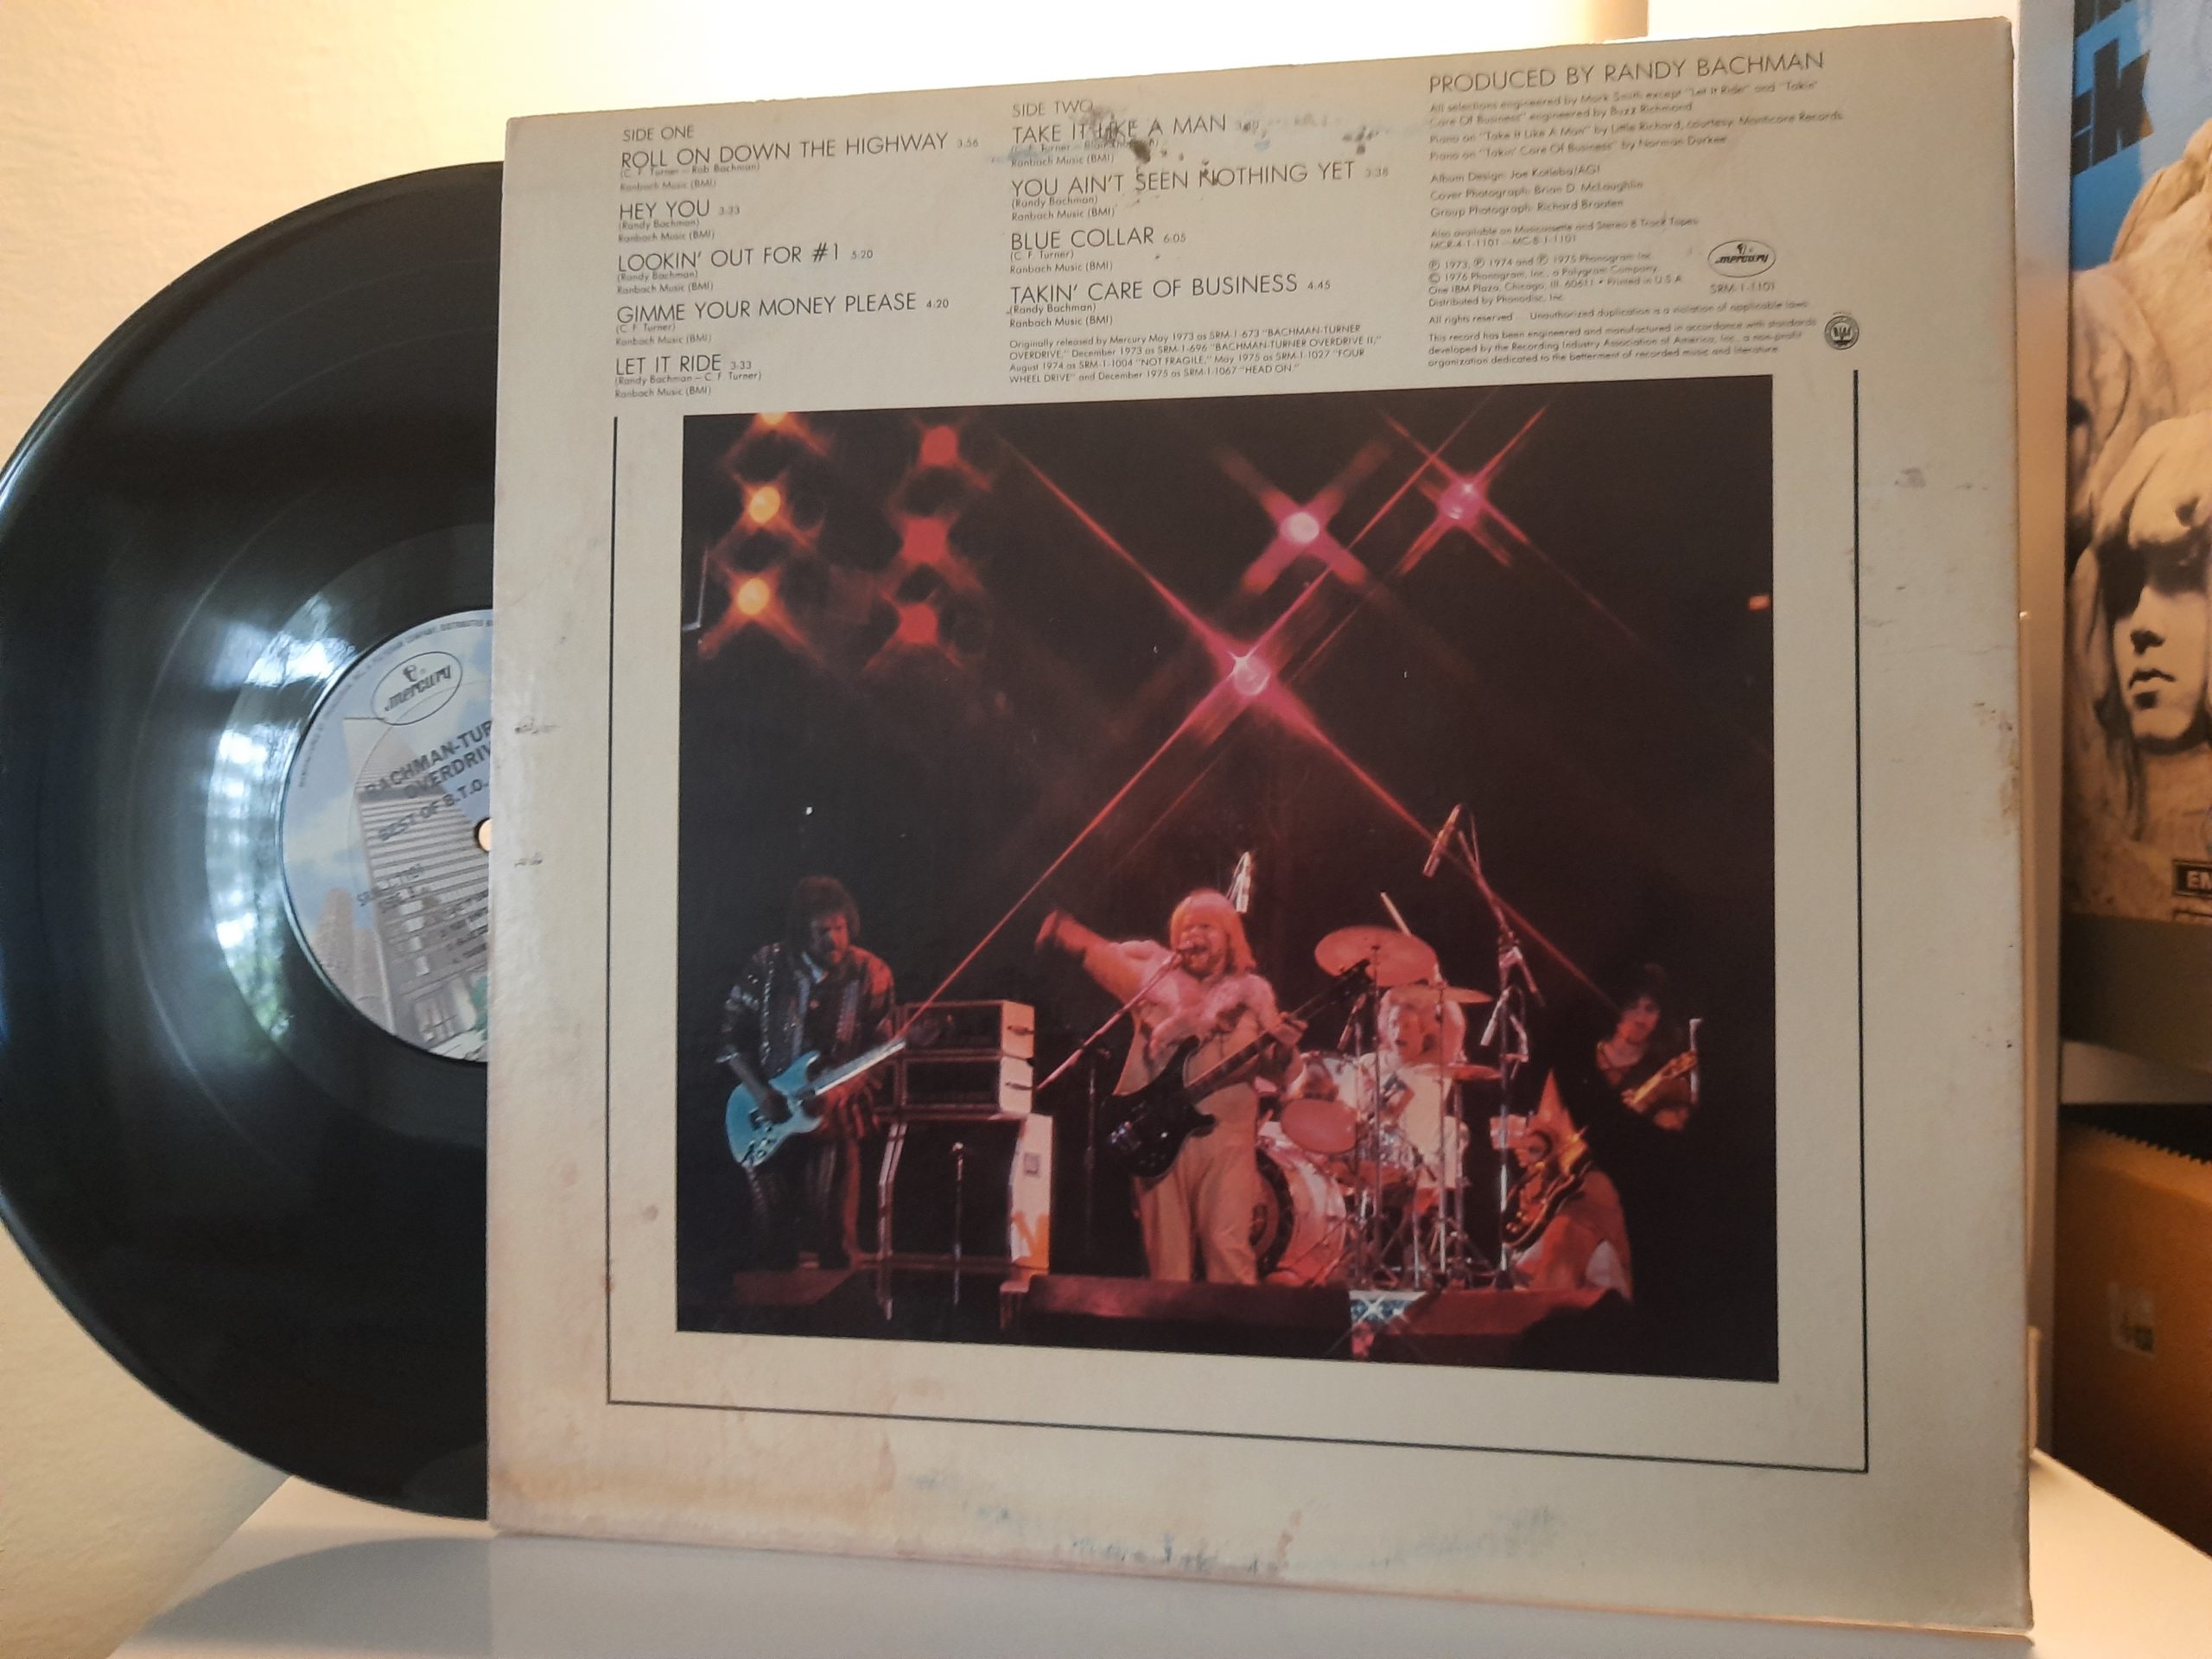 SIDE ONE
ROLL ON DOWN THE HIGHWAY 3:56
(C. F. Turner – Rob Bachman)
Ranbach Music (BMI)
HEY YOU 3:33
(Randy Bachman)
Ranbach Music (BMI)
LOOKIN' OUT FOR #1 5:20
(Randy Bachman)
Ranbach Music (BMI)
GIMME YOUR MONEY PLEASE 4:20
(C. F. Turner)
Ranbach Music (BMI)
LET IT RIDE 3:33
(Randy Bachman – C. F. Turner)
Ranbach Music (BMI)
SIDE TWO
TAKE IT LIKE A MAN
Ranbach Music (BMI)
YOU AIN'T SEEN NOTHING YET 3:38
(Randy Bachman)
Ranbach Music (BMI)
BLUE COLLAR 6:05
(C. F. Turner)
Ranbach Music (BMI)
TAKIN' CARE OF BUSINESS 4:45
(Randy Bachman)
Ranbach Music (BMI)
Originally released by Mercury May 1973 as SRM-1-673 "BACHMAN-TURNER
OVERDRIVE," December 1973 as SRM-1-696 "BACHMAN-TURNER OVERDRIVE II,"
August 1974 as SRM-1-1004 "NOT FRAGILE," May 1975 as SRM-1-1027 "FOUR
WHEEL DRIVE" and December 1975 as SRM-1-1067 "HEAD ON."
PRODUCED BY RANDY BACHMAN
All selections engineered by Mark Smith except "Let It Ride" and "Takin'
Care Of Business" engineered by Buzz Richmond
Piano on "Take It Like A Man" by Little Richard, courtesy, Manticore Records
Piano on "Takin' Care Of Business" by Norman Durkee
Album Design: Joe Kotleba/AGI
Cover Photograph: Brian D. McLaughlin
Group Photograph: Richard Braaten
Also available on Musicassette and Stereo 8 Track Tapes
MCR-4-1-1101 – MC-8-1-1101
℗ 1973, ℗ 1974 and ℗ 1975 Phonogram Inc.
© 1976 Phonogram, Inc., a Polygram Company
One IBM Plaza, Chicago, Ill. 60611 • Printed in U.S.A.
Distributed by Phonodisc, Inc.
mercury
SRM-1-1101
All rights reserved Unauthorized duplication is a violation of applicable laws
This record has been engineered and manufactured in accordance with standards
developed by the Recording Industry Association of America, Inc., a non-profit
organization dedicated to the betterment of recorded music and literature.
mercury
BACHMAN-TUR
OVERDRIV
BEST OF B.T.O.
EM